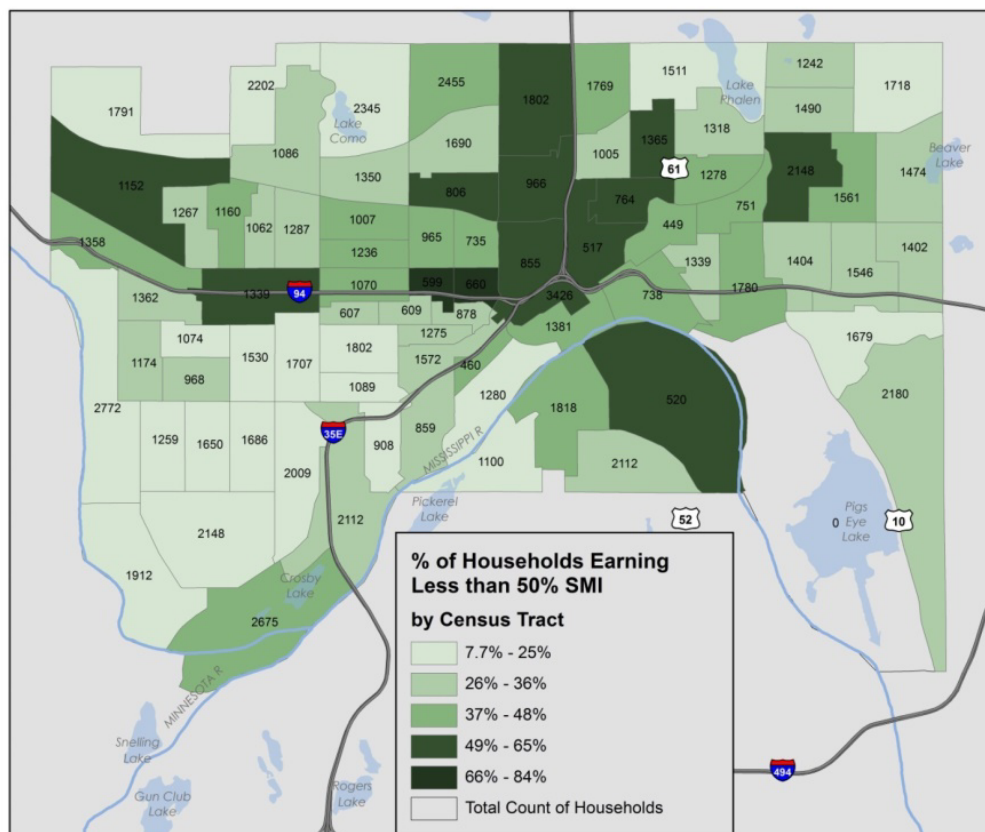 1242
2202
2455
1769
1511
1718
1791
2345
1802
Lake
Phalen
1490
Lake
Como
1365
1318
1690
1086
1005
Beaver
Lake
1350
61
1474
1152
806
966
1278
2148
1267
1160
764
751
1561
1007
1062
1287
449
1358
965
735
517
1402
1236
1339
1404
1546
855
1070
599
660
1780
1362
1339
94
3426
738
607
609
878
1381
1074
1275
1679
1802
1174
1530
1707
1572
460
968
1089
1280
2180
2772
520
1818
859
35E
1259
1650
1686
908
MISSISSIPPI R
1100
2112
2009
Pickerel
Lake
Pigs
Eye
Lake
0
10
52
2112
2148
1912
Crosby
Lake
2675
MINNESOTA R
Snelling
Lake
Gun Club
Lake
Rogers
Lake
494
% of Households Earning
Less than 50% SMI
by Census Tract
7.7% - 25%
26% - 36%
37% - 48%
49% - 65%
66% - 84%
Total Count of Households